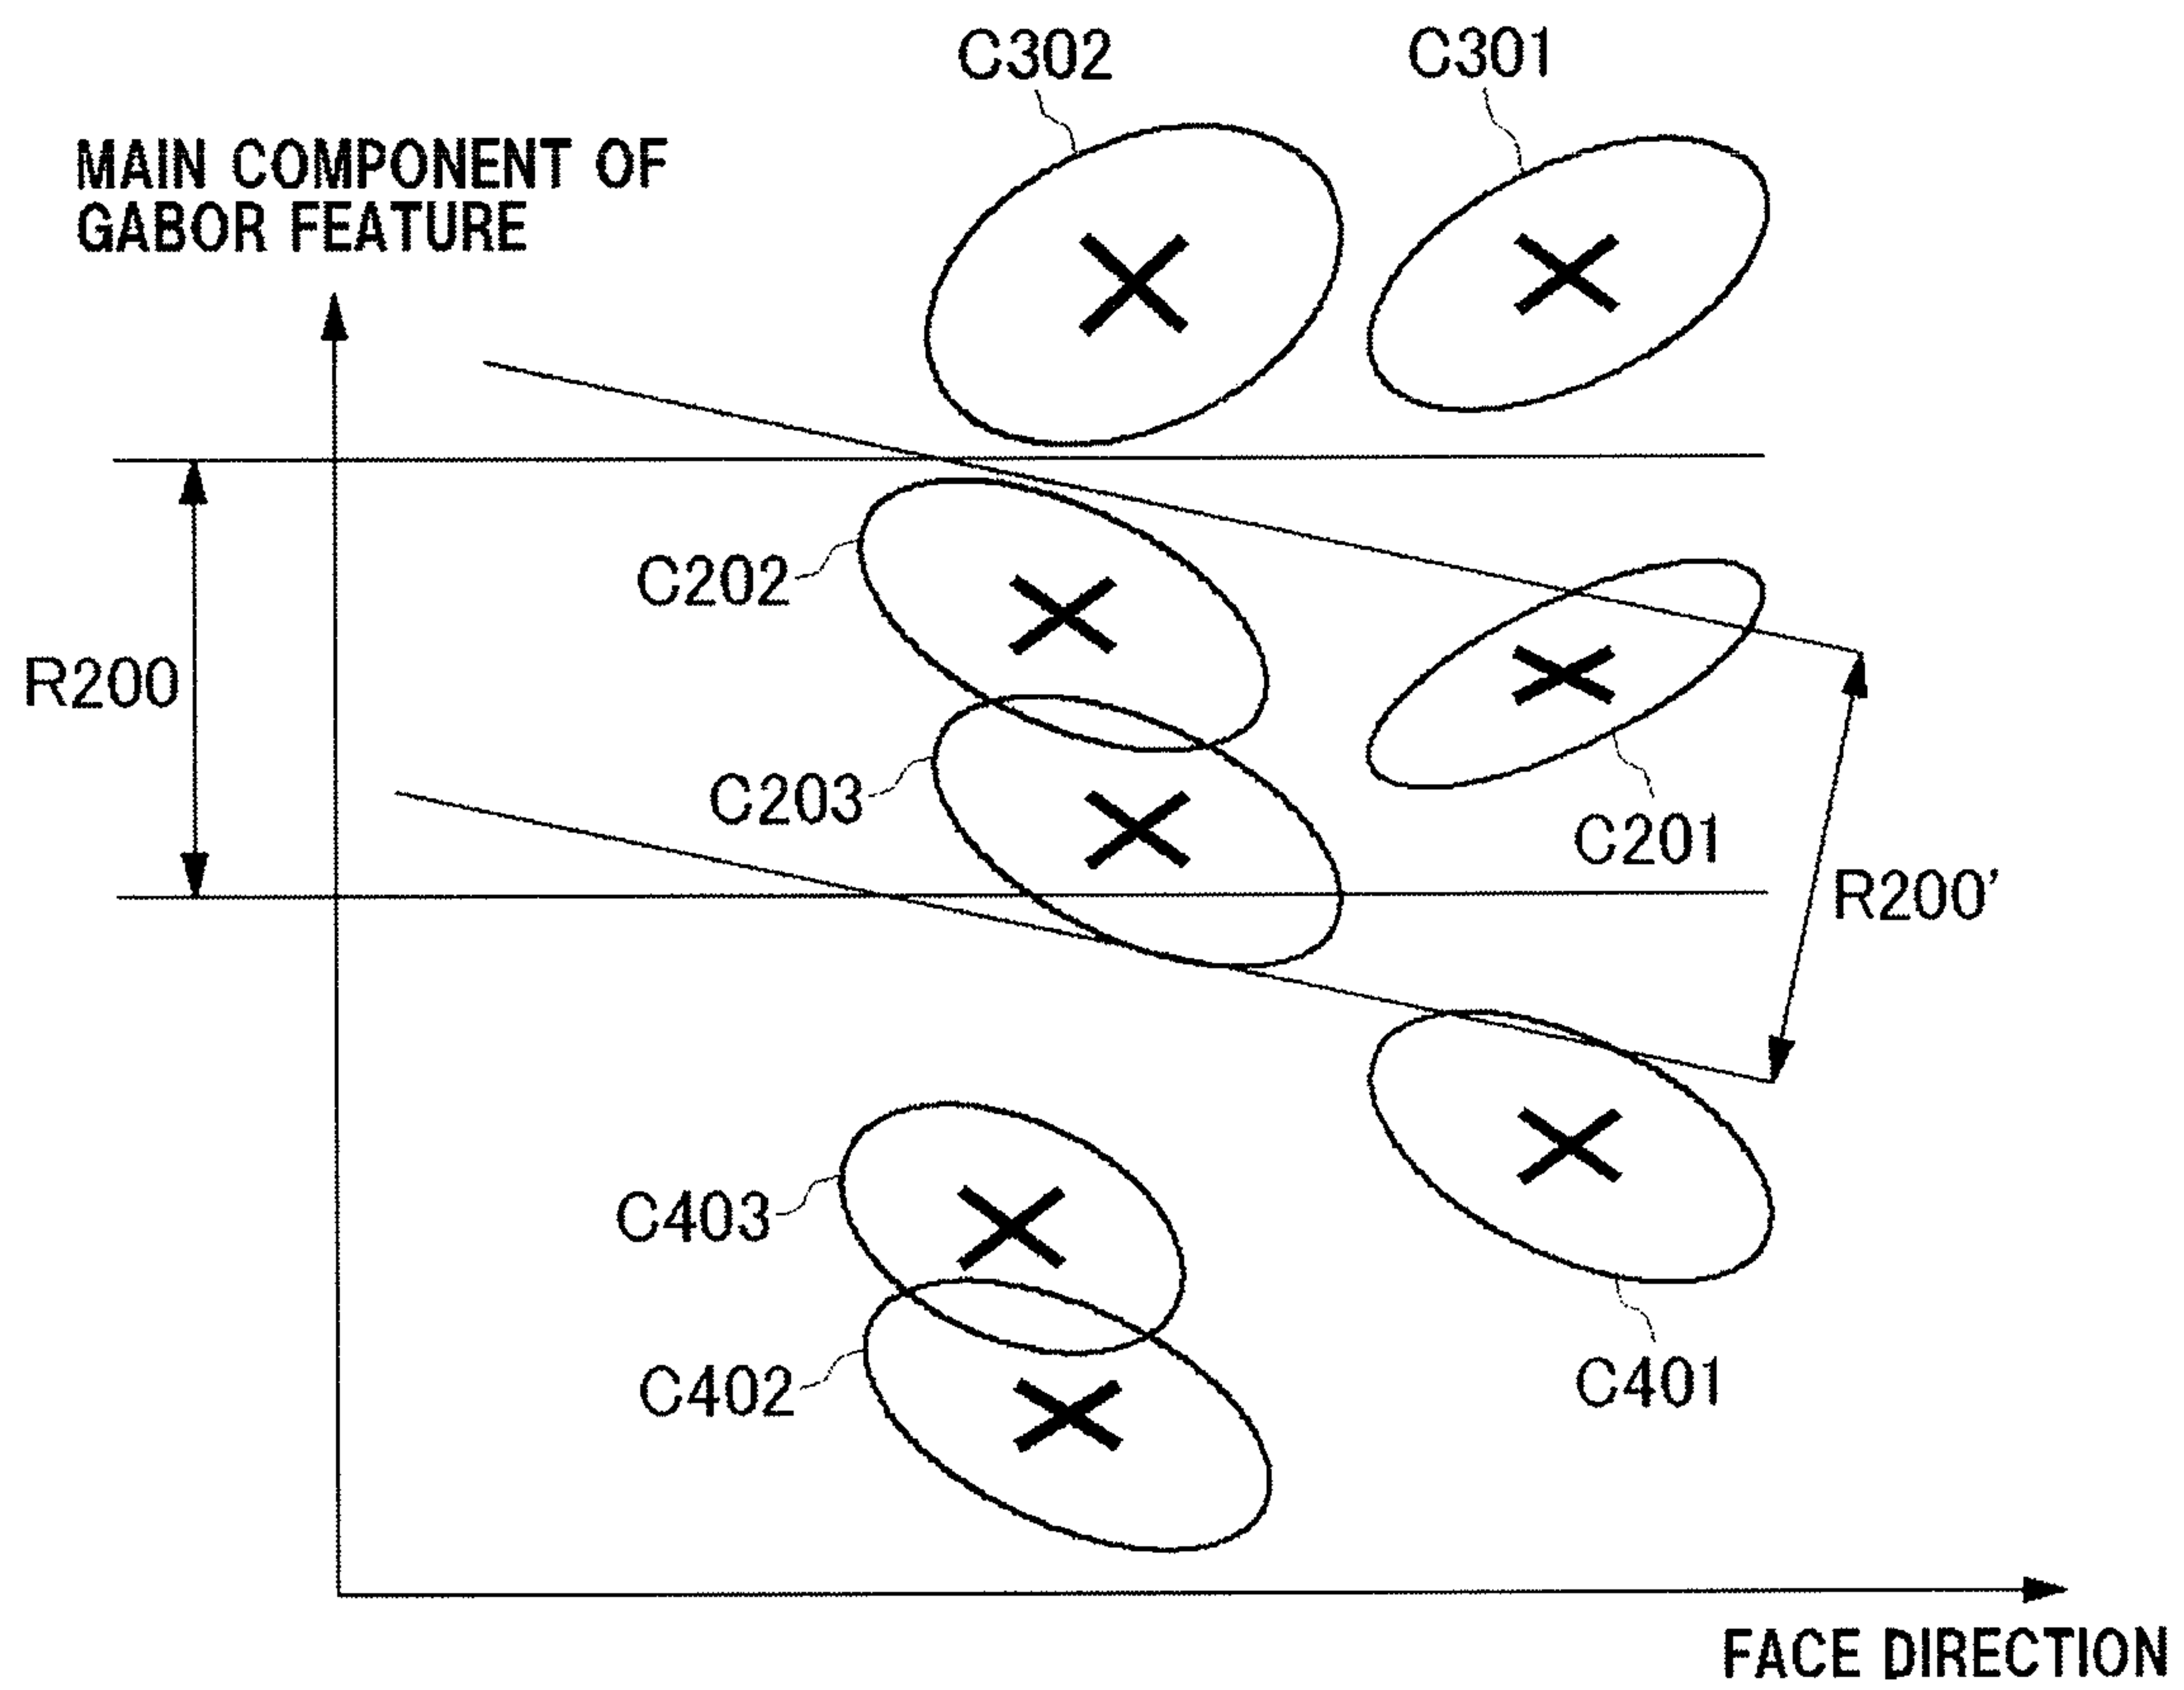 C302
C301
MAIN COMPONENT OF
GABOR FEATURE
C202
R200
C203
C201
R200'
C403
C402
C401
FACE DIRECTION